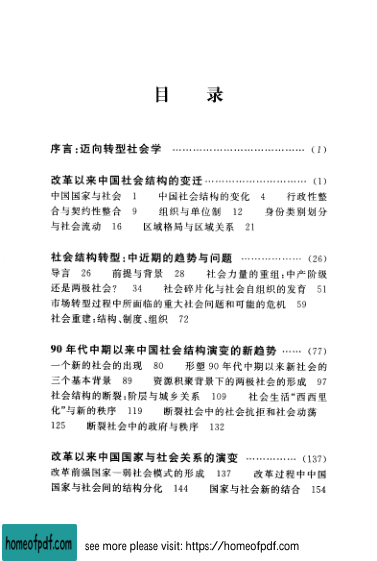 目 录
序言:迈向转型社会学 ……………………………… (1)
改革以来中国社会结构的变迁……………………… (1)
中国国家与社会 1 中国社会结构的变化 4 行政性整
合与契约性整合 9 组织与单位制 12 身份类别划分
与社会流动 16 区域格局与区域关系 21
社会结构转型:中近期的趋势与问题 ……………… (26)
导言 26 前提与背景 28 社会力量的重组:中产阶级
还是两极社会? 34 社会碎片化与社会自组织的发育 51
市场转型过程中所面临的重大社会问题和可能的危机 59
社会重建:结构、制度、组织 72
90 年代中期以来中国社会结构演变的新趋势 …… (77)
一个新的社会的出现 80 形塑 90 年代中期以来新社会的
三个基本背景 89 资源积聚背景下的两极社会的形成 97
社会结构的断裂:阶层与城乡关系 109 社会生活“西西里
化”与新的秩序 119 断裂社会中的社会抗拒和社会动荡
125 断裂社会中的政府与秩序 132
改革以来中国国家与社会关系的演变 …………… (137)
改革前强国家—弱社会模式的形成 137 改革过程中中国
国家与社会间的结构分化 144 国家与社会新的结合 154
homeofpdf.com
see more please visit: https://homeofpdf.com